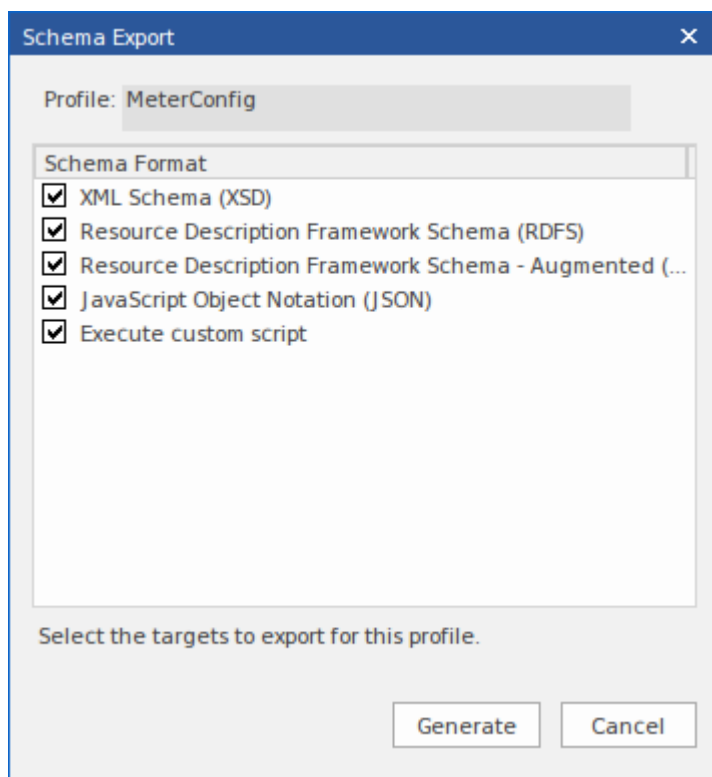 Schema Export
Profile: MeterConfig
Schema Format
XML Schema (XSD)
Resource Description Framework Schema (RDFS)
Resource Description Framework Schema - Augmented (...
JavaScript Object Notation (JSON)
Execute custom script
Select the targets to export for this profile.
Generate Cancel